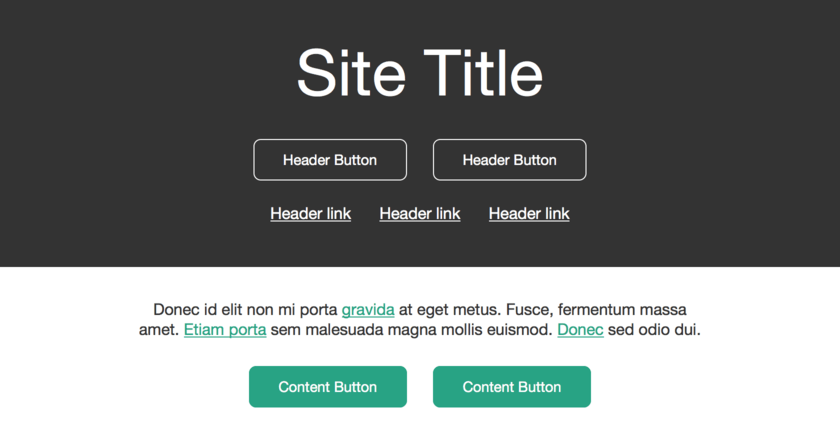 Site Title
Header Button Header Button
Header link Header link Header link
Donec id elit non mi porta gravida at eget metus. Fusce, fermentum massa
amet. Etiam porta sem malesuada magna mollis euismod. Donec sed odio dui.
Content Button Content Button